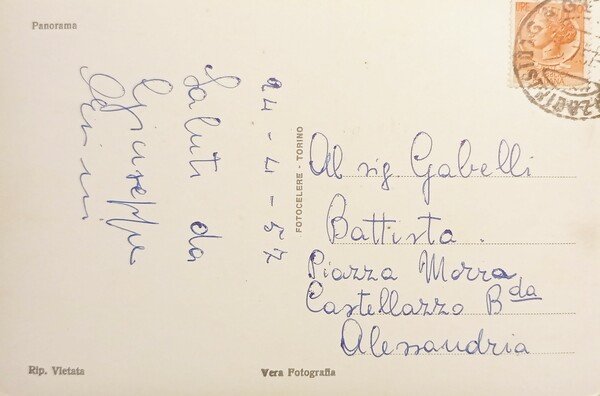 Panorama
24-4-57
Saluti da
Giuseppe
FOTOCELERE - TORINO
Al sig. Gabelli
Battista.
Piazza Morra
Castellazzo Bda
Alessandria
Rip. Vietata
Vera Fotografia